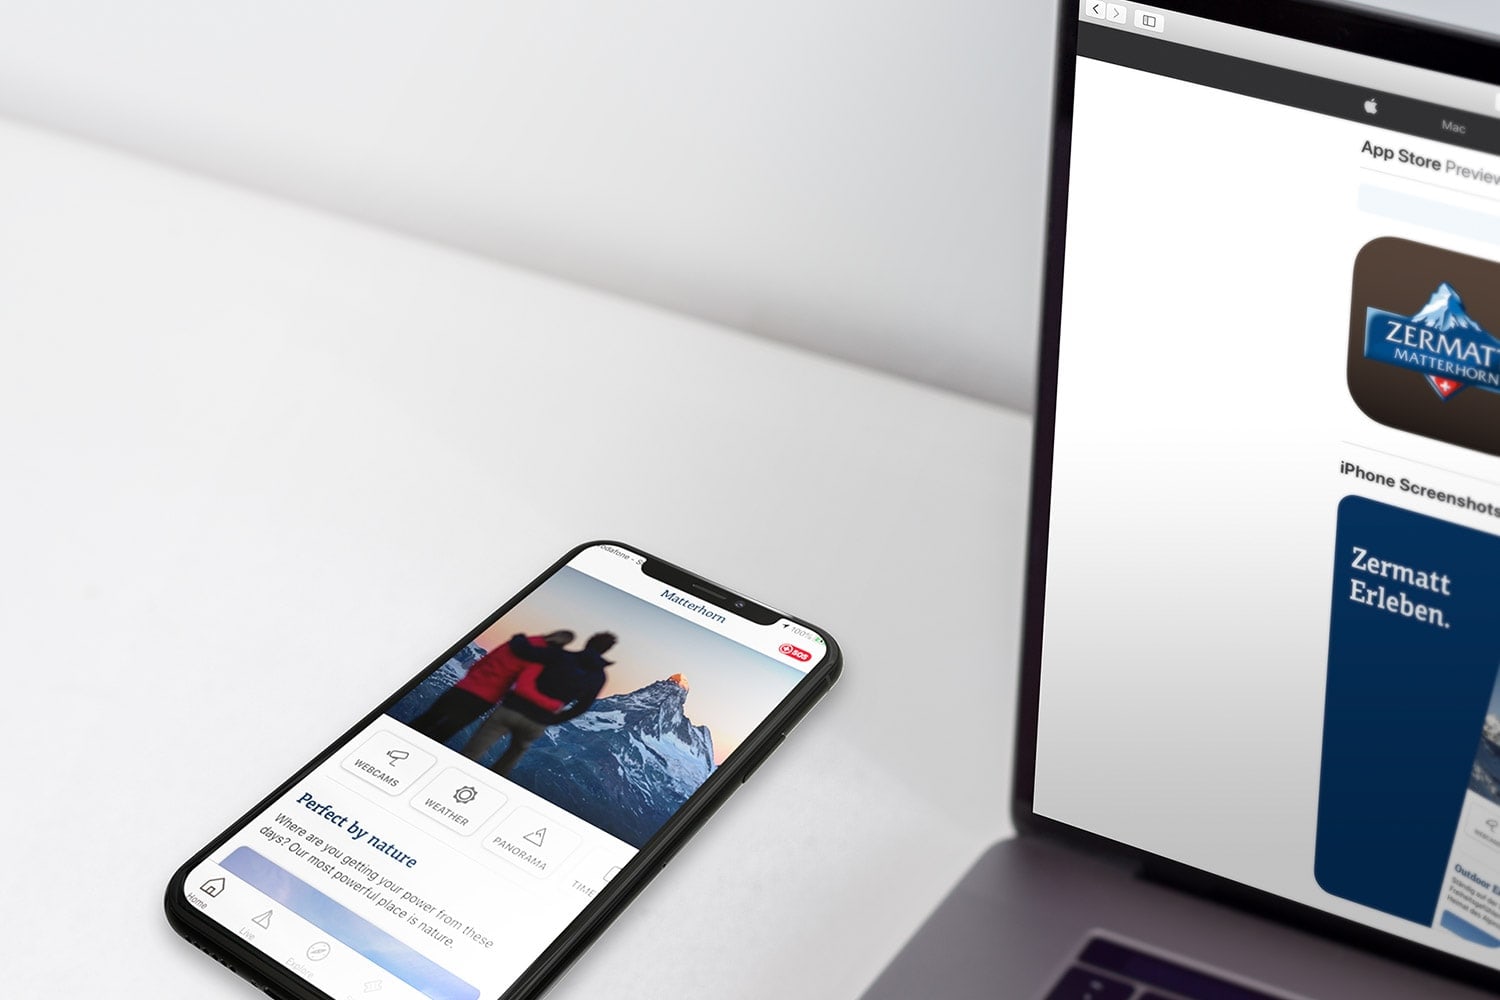 odafone - S
100%
Matterhorn
SOS
WEBCAMS
WEATHER
PANORAMA
TIME
Perfect by nature
Where are you getting your power from these
days? Our most powerful place is nature.
Home
Live
Explore
Mac
App Store Preview
ZERMATT
MATTERHORN
iPhone Screenshots
Zermatt
Erleben.
Outdoor